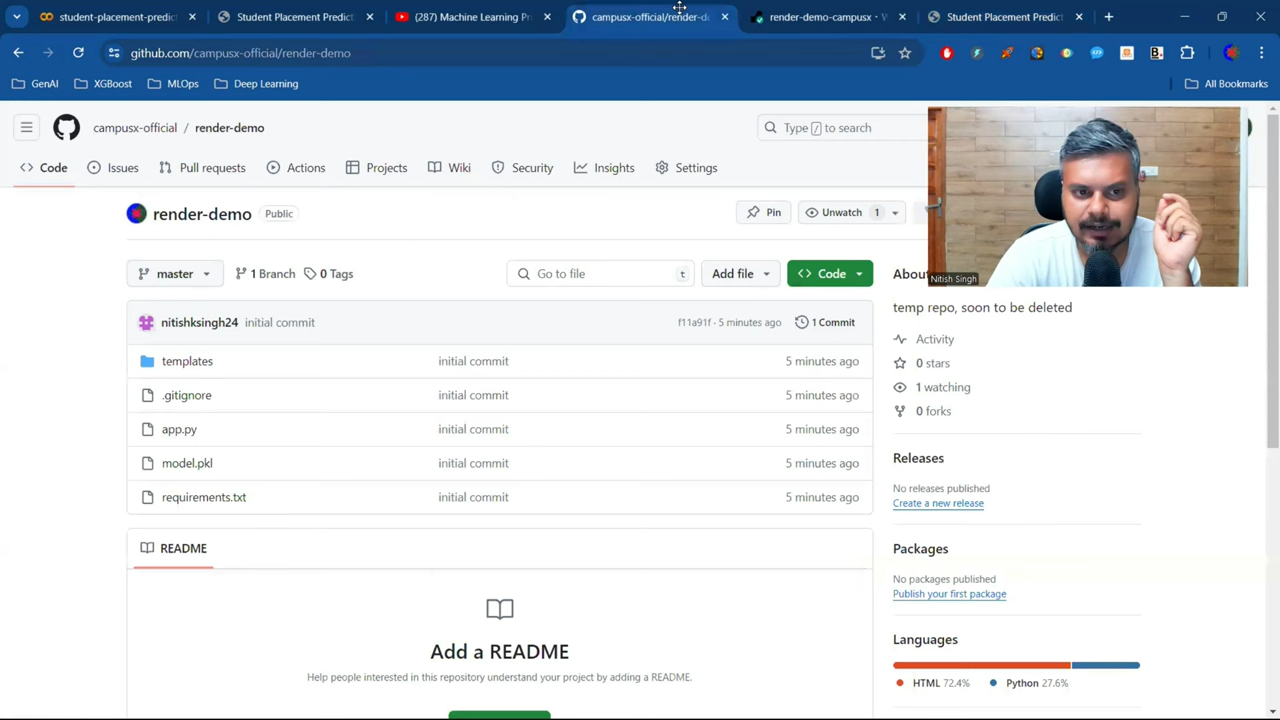 student-placement-predict
Student Placement Predict
(287) Machine Learning Pr
campusx-official/render-de
render-demo-campusx · W
Student Placement Predict
github.com/campusx-official/render-demo
GenAI
XGBoost
MLOps
Deep Learning
All Bookmarks
campusx-official / render-demo
Type / to search
Code
Issues
Pull requests
Actions
Projects
Wiki
Security
Insights
Settings
render-demo Public
Pin
Unwatch 1
master
1 Branch
0 Tags
Go to file t
Add file
Code
Nitish Singh
nitishksingh24 initial commit f11a91f · 5 minutes ago 1 Commit
templates initial commit 5 minutes ago
.gitignore initial commit 5 minutes ago
app.py initial commit 5 minutes ago
model.pkl initial commit 5 minutes ago
requirements.txt initial commit 5 minutes ago
README
Add a README
Help people interested in this repository understand your project by adding a README.
About
temp repo, soon to be deleted
Activity
0 stars
1 watching
0 forks
Releases
No releases published
Create a new release
Packages
No packages published
Publish your first package
Languages
HTML 72.4% Python 27.6%